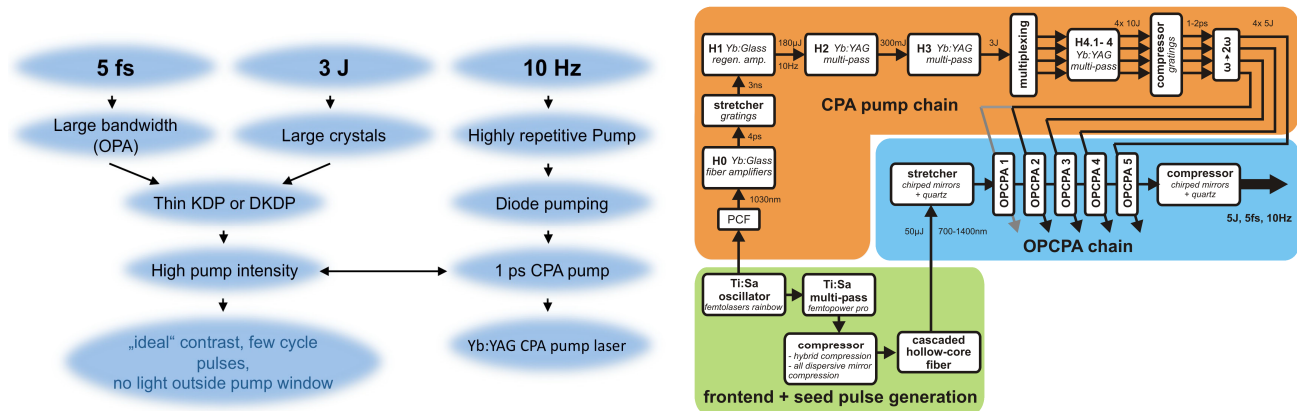 5 fs
3 J
10 Hz
Large bandwidth
(OPA)
Large crystals
Highly repetitive Pump
Thin KDP or DKDP
Diode pumping
High pump intensity
1 ps CPA pump
„ideal“ contrast, few cycle
pulses,
no light outside pump window
Yb:YAG CPA pump laser
H1 Yb:Glass
regen. amp.
180µJ
10Hz
H2 Yb:YAG
multi-pass
300mJ
H3 Yb:YAG
multi-pass
3J
multiplexing
H4.1- 4
Yb:YAG
multi-pass
4x 10J
compressor
gratings
1-2ps
ω→2ω
4x 5J
3ns
stretcher
gratings
4ps
H0 Yb:Glass
fiber amplifiers
1030nm
PCF
CPA pump chain
stretcher
chirped mirrors
+ quartz
OPCPA 1
OPCPA 2
OPCPA 3
OPCPA 4
OPCPA 5
compressor
chirped mirrors
+ quartz
5J, 5fs, 10Hz
50µJ
700-1400nm
OPCPA chain
Ti:Sa
oscillator
femtolasers rainbow
Ti:Sa
multi-pass
femtopower pro
compressor
- hybrid compression
- all dispersive mirror
compression
cascaded
hollow-core
fiber
frontend + seed pulse generation